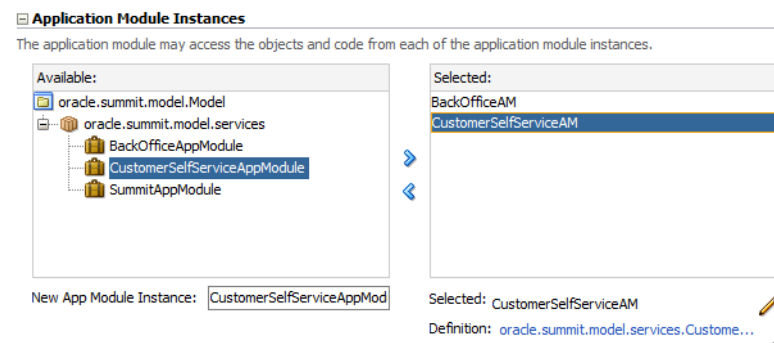 Application Module Instances
The application module may access the objects and code from each of the application module instances.
Available:
oracle.summit.model.Model
oracle.summit.model.services
BackOfficeAppModule
CustomerSelfServiceAppModule
SummitAppModule
New App Module Instance: CustomerSelfServiceAppMod
Selected:
BackOfficeAM
CustomerSelfServiceAM
Selected: CustomerSelfServiceAM
Definition: oracle.summit.model.services.Custome...